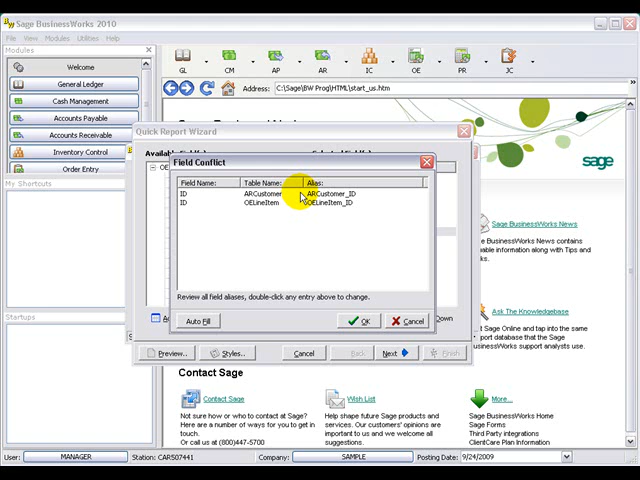 Sage BusinessWorks 2010
File View Modules Utilities Help
Modules
Welcome
General Ledger
Cash Management
Accounts Payable
Accounts Receivable
Inventory Control
Order Entry
My Shortcuts
Startups
GL CM AP AR IC OE PR JC
Address: C:\Sage\BW Prog\HTML\start_us.htm
Quick Report Wizard
Field Conflict
Field Name: Table Name: Alias:
ID ARCustomer ARCustomer_ID
ID OELineItem OELineItem_ID
Review all field aliases, double-click any entry above to change.
Auto Fill OK Cancel
Down
Preview.. Styles.. Cancel Back Next Finish
sage
Sage BusinessWorks News
BusinessWorks News contains
valuable information along with Tips and
Ask The Knowledgebase
Sage Online and tap into the same
port database that the Sage
BusinessWorks support analysts use.
Contact Sage
Contact Sage
Not sure how or who to contact at Sage?
Here are a number of ways for you to get in
touch.
Or call us at (800)447-5700
Wish List
Help shape future Sage products and
services. Our customers' opinions are
important to us and we welcome all
comments and suggestions.
More...
Sage BusinessWorks Home
Sage Forms
Third Party integrations
ClientCare Plan Information
User: MANAGER Station: CAR507441 Company: SAMPLE Posting Date: 9/24/2009